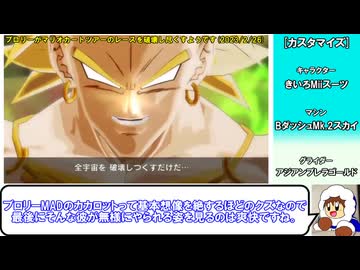 ブロリーがマリオカートツアーのレースを破壊し尽くすようです(2023/2/26)
[カスタマイズ]
キャラクター
きいろMiiスーツ
マシン
BダッシュMk.2スカイ
グライダー
アジアンアンブレラゴールド
全宇宙を 破壊しつくすだけだ…
ブロリーMADのカカロットって基本想像を絶するほどのクズなので
最後にそんな彼が無様にやられる姿を見るのは爽快ですね。